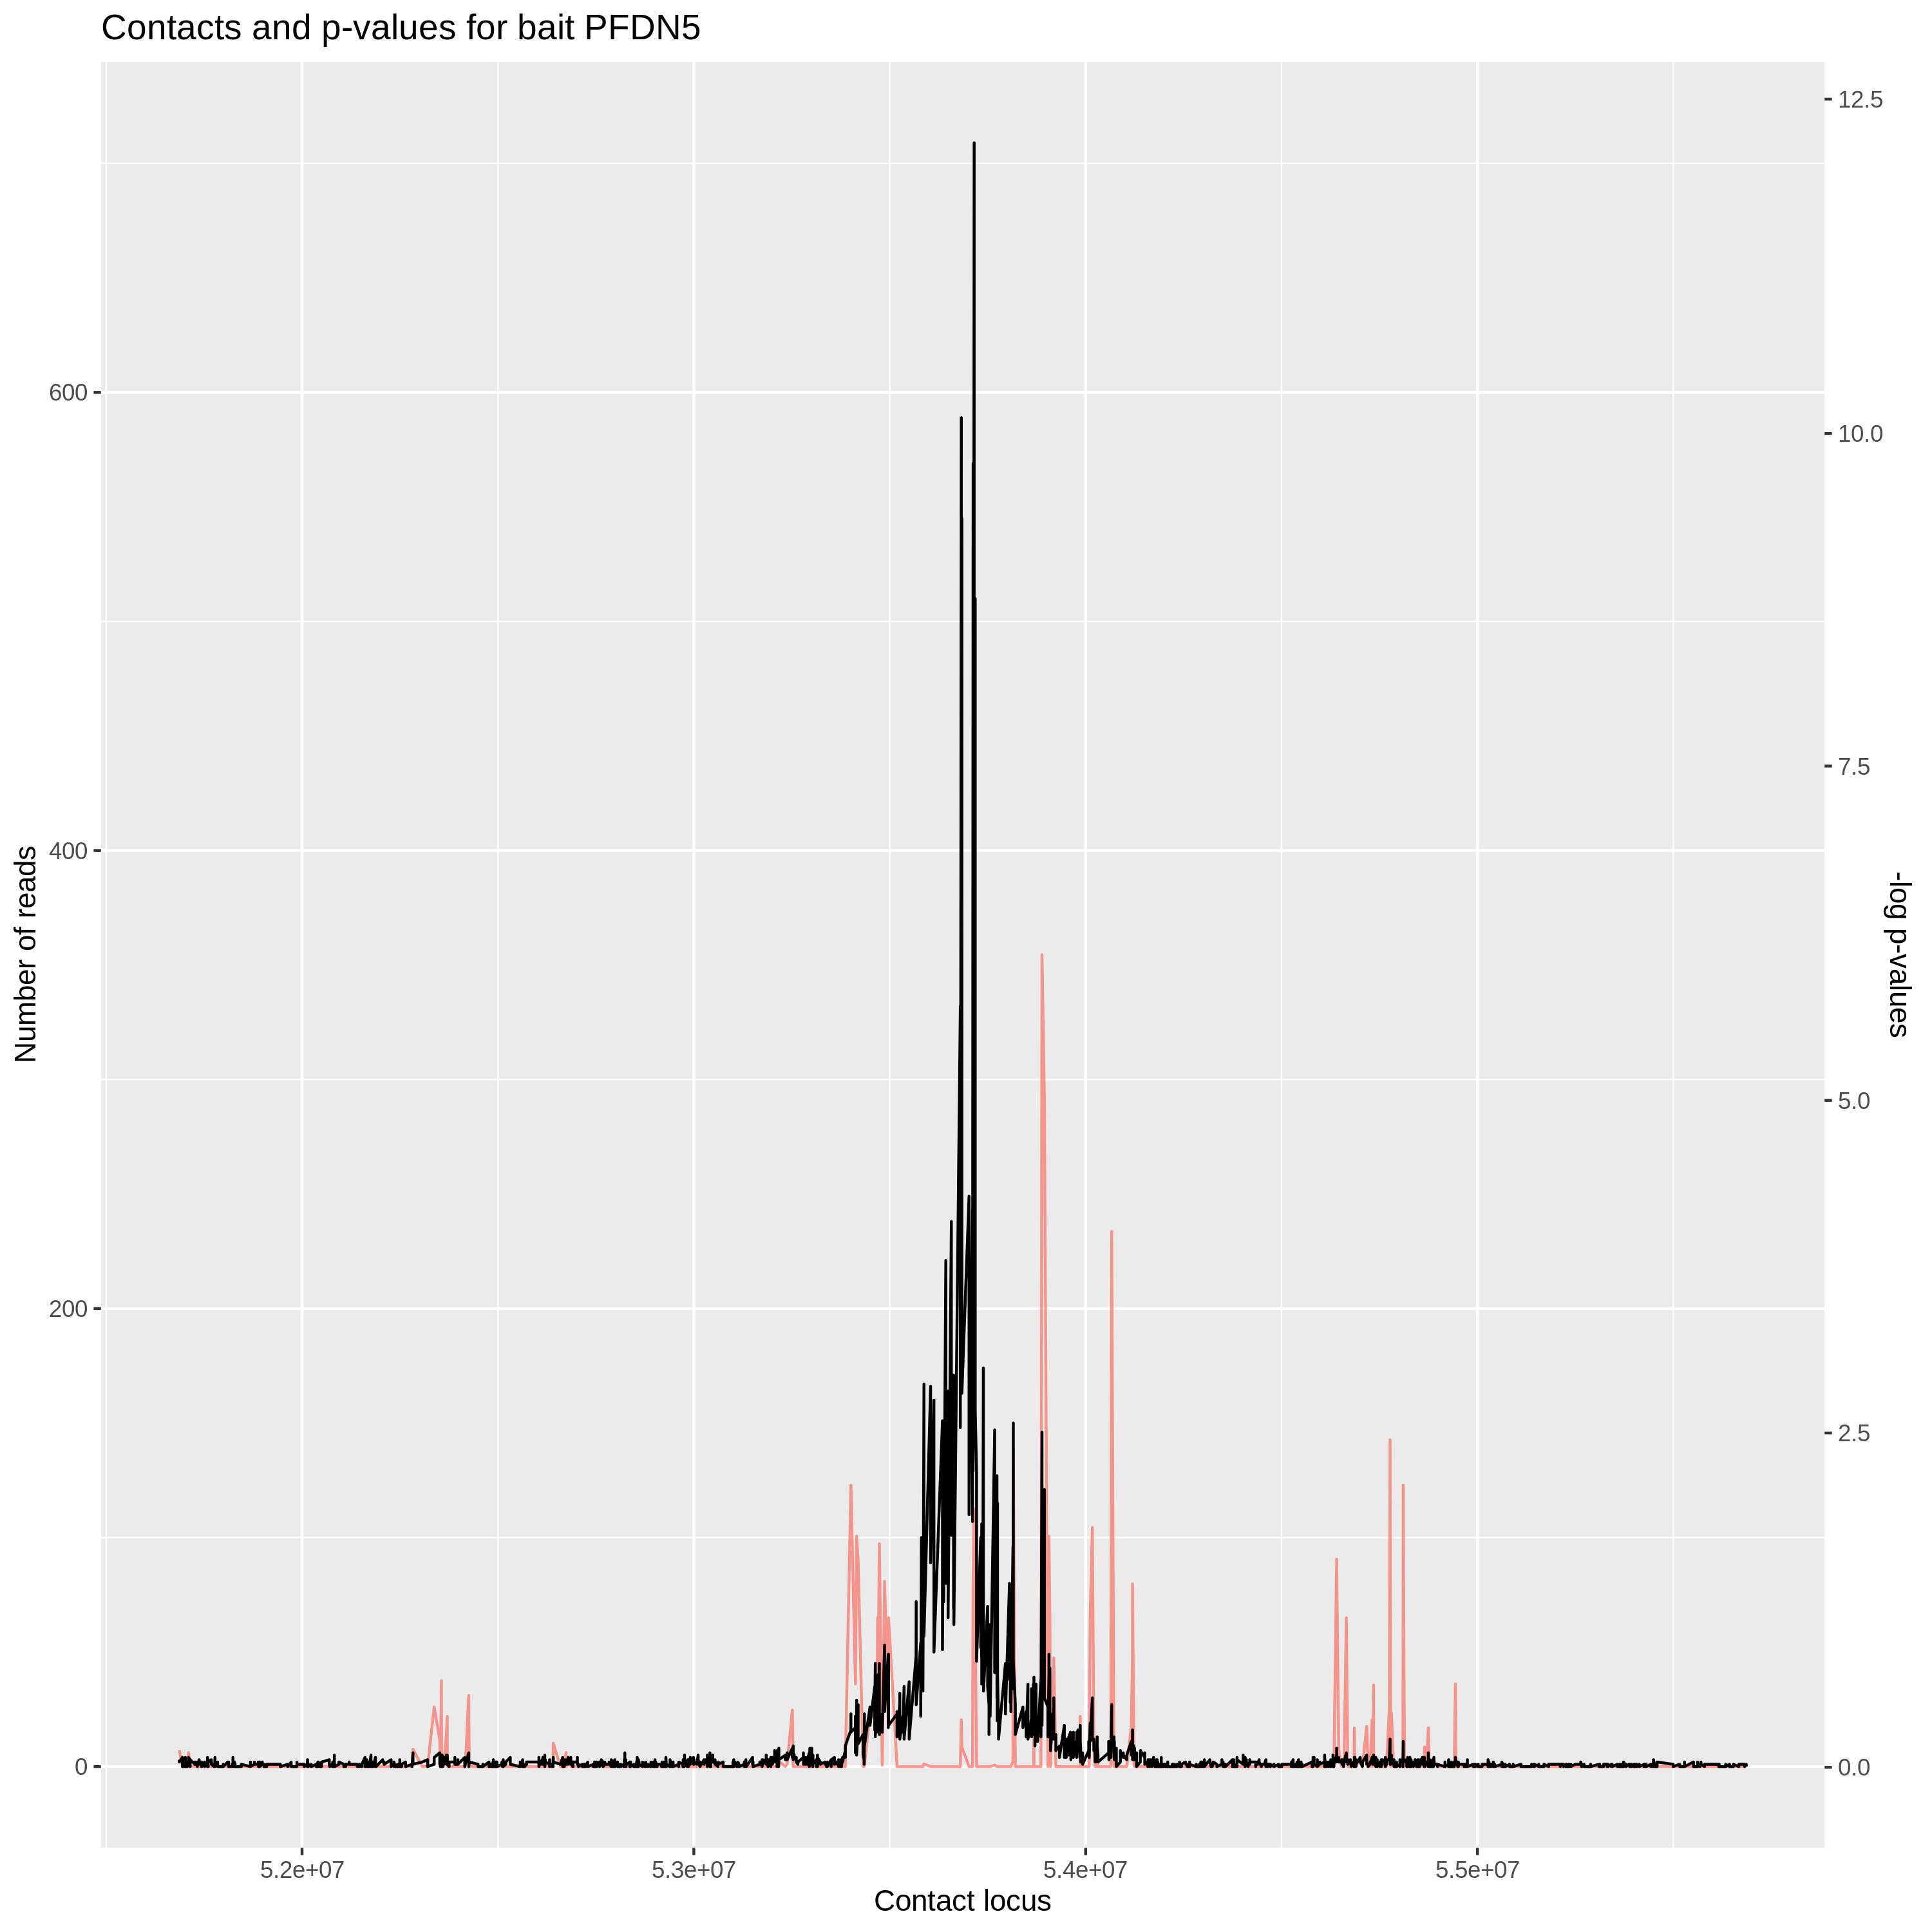 Contacts and p-values for bait PFDN5
12.5
600
10.0
7.5
400
Number of reads
-log p-values
5.0
200
2.5
0
0.0
5.2e+07
5.3e+07
5.4e+07
5.5e+07
Contact locus